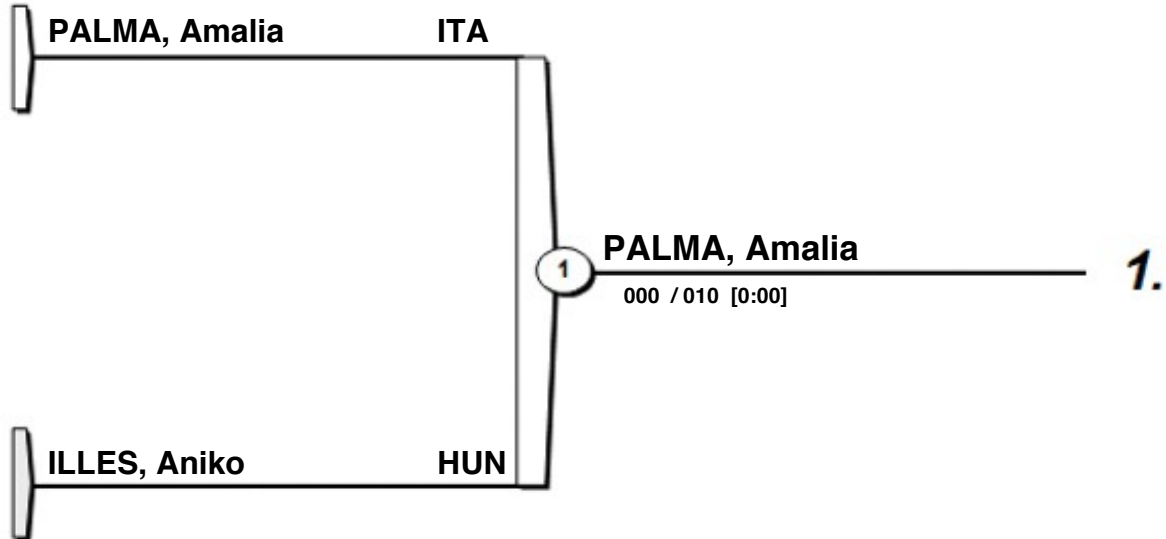 PALMA, Amalia ITA
PALMA, Amalia
1
1.
000 / 010 [0:00]
ILLES, Aniko HUN